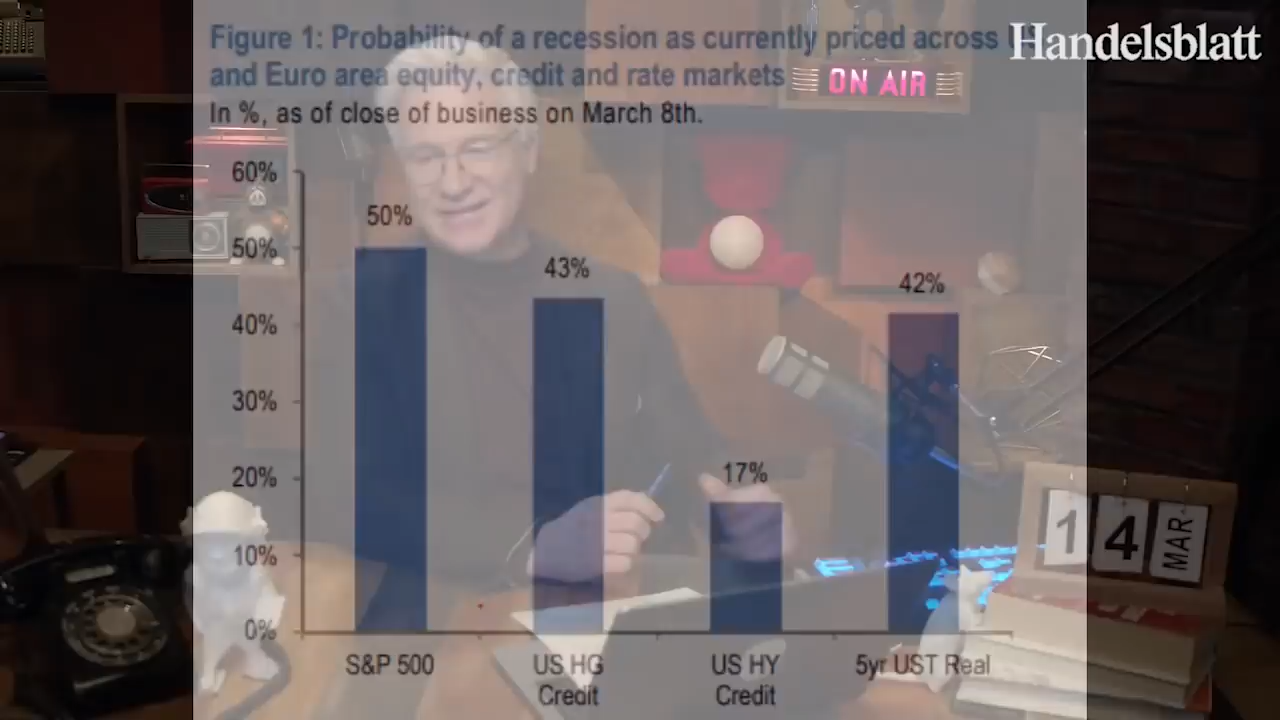 Figure 1: Probability of a recession as currently priced across
Handelsblatt
and Euro area equity, credit and rate markets
ON AIR
In %, as of close of business on March 8th.
60%
50%
50%
43%
42%
40%
30%
20%
17%
10%
0%
S&P 500
US HG
Credit
US HY
Credit
5yr UST Real
14 MAR